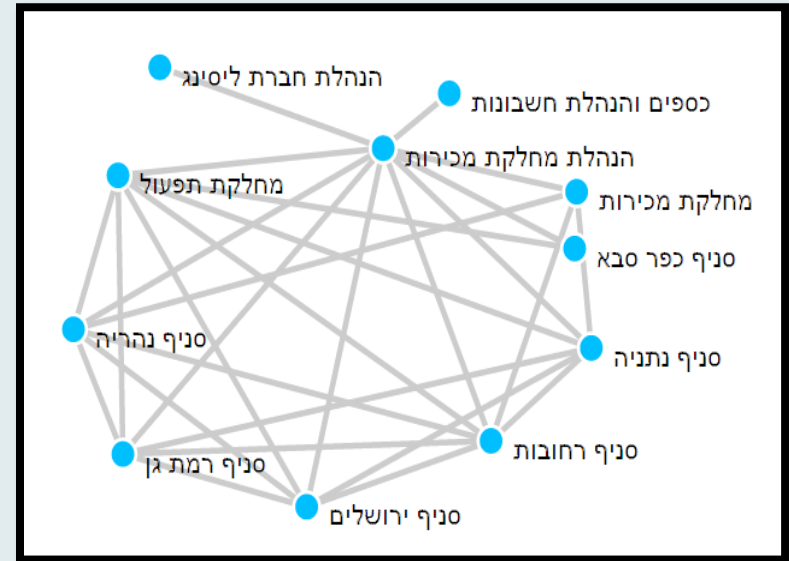 הנהלת חברת ליסינג
כספים והנהלת חשבונות
הנהלת מחלקת מכירות
מחלקת תפעול
מחלקת מכירות
סניף כפר סבא
סניף נהריה
סניף נתניה
סניף רחובות
סניף רמת גן
סניף ירושלים